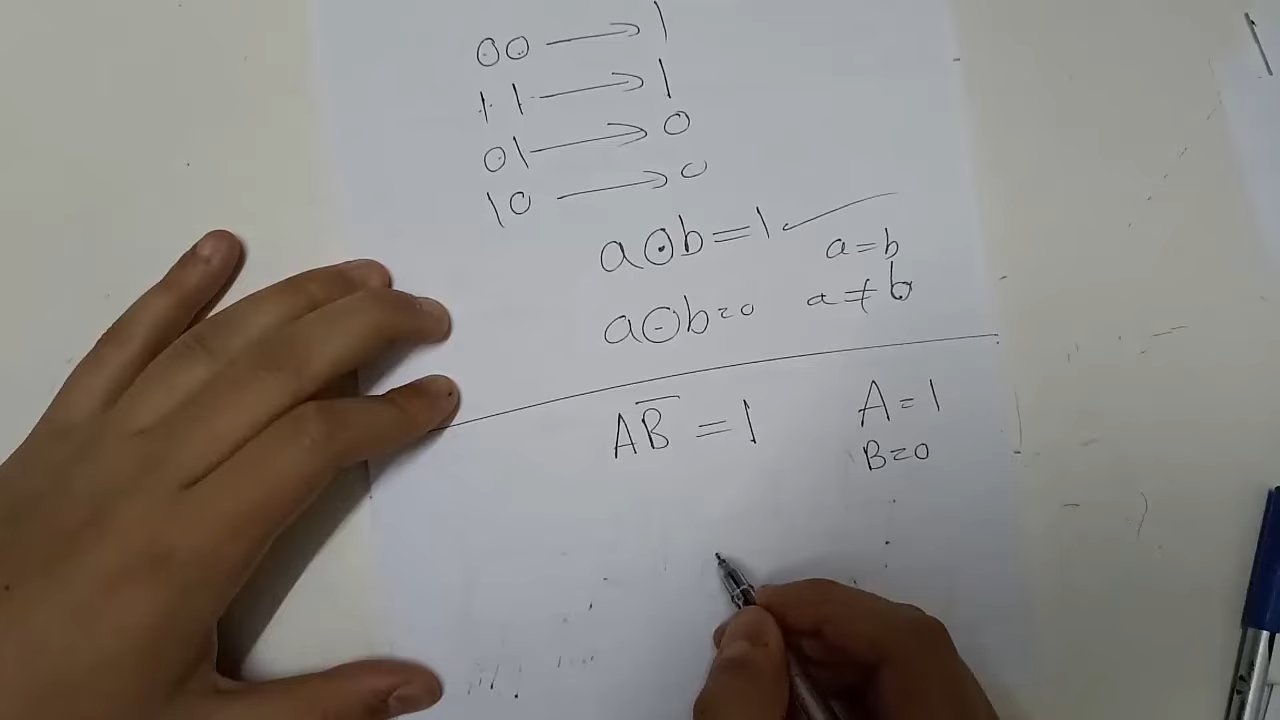 00 → 1
11 → 1
01 → 0
10 → 0
a⊙b=1 ✓ a=b
a⊙b=0 a≠b
AB̅ = 1 A=1
B=0